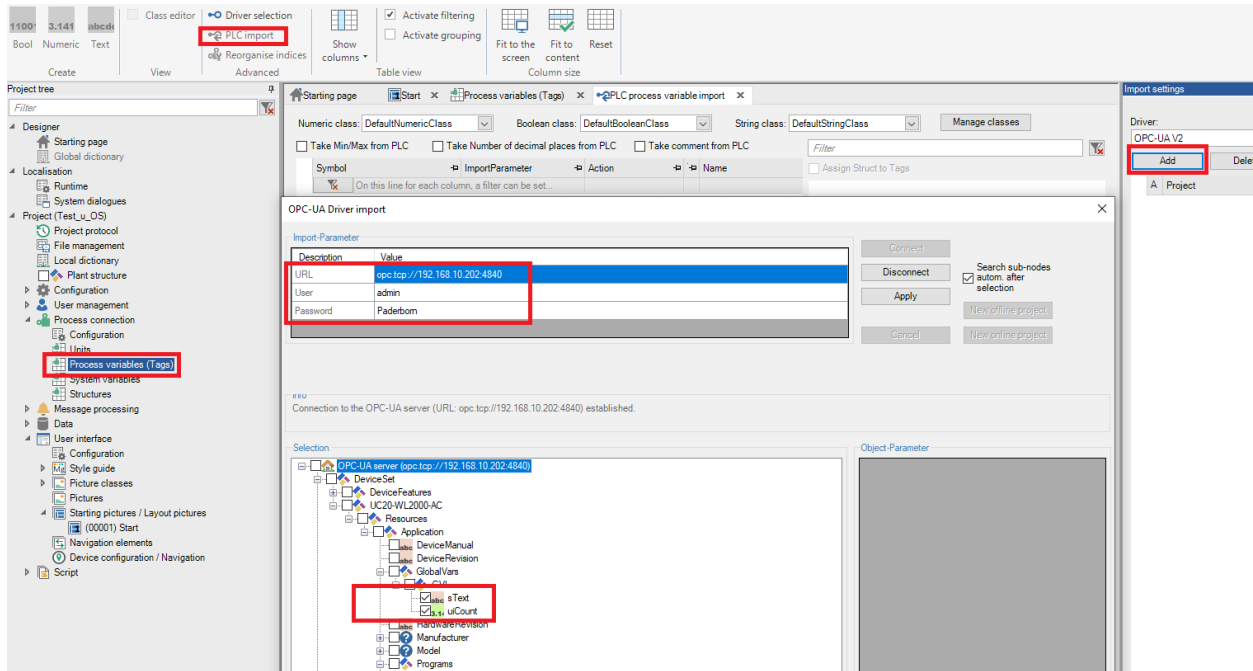 11001 3.141 abcde
Bool Numeric Text
Create
Class editor
View
Driver selection
PLC import
Reorganise indices
Advanced
Show columns
Activate filtering
Activate grouping
Table view
Fit to the screen
Fit to content
Reset
Column size
Project tree
Filter
Designer
Starting page
Global dictionary
Localisation
Runtime
System dialogues
Project (Test_u_OS)
Project protocol
File management
Local dictionary
Plant structure
Configuration
User management
Process connection
Configuration
Units
Process variables (Tags)
System variables
Structures
Message processing
Data
User interface
Configuration
Style guide
Picture classes
Pictures
Starting pictures / Layout pictures
(00001) Start
Navigation elements
Device configuration / Navigation
Script
Starting page Start Process variables (Tags) PLC process variable import
Numeric class: DefaultNumericClass Boolean class: DefaultBooleanClass String class: DefaultStringClass Manage classes
Take Min/Max from PLC Take Number of decimal places from PLC Take comment from PLC
Filter
Symbol ImportParameter Action Name
Assign Struct to Tags
On this line for each column, a filter can be set...
Import settings
Driver:
OPC-UA V2
Add Delet
A Project
OPC-UA Driver import
Import-Parameter
Description Value
URL opc.tcp://192.168.10.202:4840
User admin
Password Paderborn
Connect
Disconnect
Apply
Cancel
Search sub-nodes
autom. after
selection
New offline project
New online project
Info
Connection to the OPC-UA server (URL: opc.tcp://192.168.10.202:4840) established.
Selection
OPC-UA server (opc.tcp://192.168.10.202:4840)
DeviceSet
DeviceFeatures
UC20-WL2000-AC
Resources
Application
DeviceManual
DeviceRevision
GlobalVars
GVL
abc sText
3.14 uiCount
HardwareRevision
Manufacturer
Model
Programs
Object-Parameter